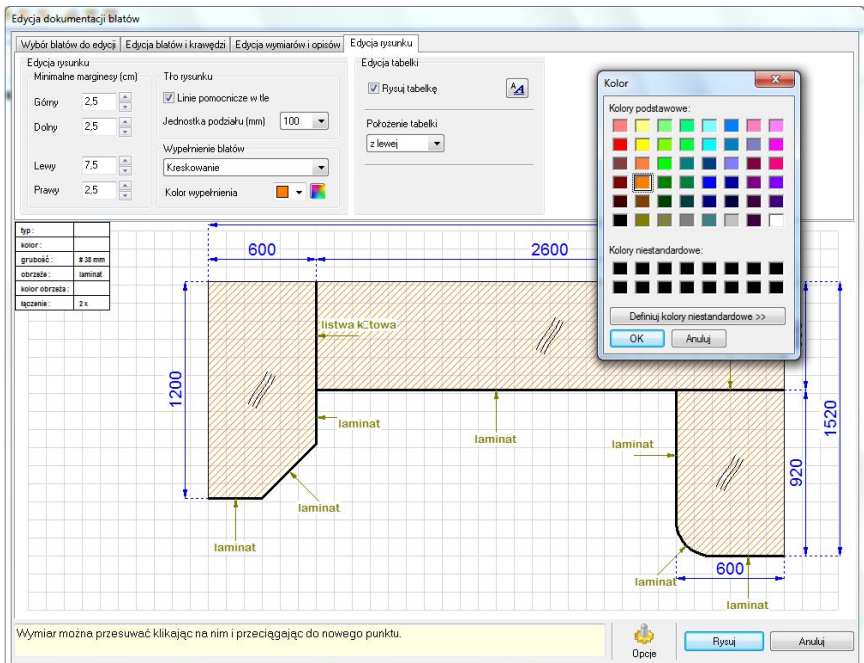 Edycja dokumentacji blatów
Wybór blatów do edycji
Edycja blatów i krawędzi
Edycja wymiarów i opisów
Edycja rysunku
Edycja rysunku
Minimalne marginesy (cm)
Górny 2,5
Dolny 2,5
Lewy 7,5
Prawy 2,5
Tło rysunku
Linie pomocnicze w tle
Jednostka podziału (mm) 100
Wypełnienie blatów
Kreskowanie
Kolor wypełnienia
Edycja tabelki
Rysuj tabelkę
Położenie tabelki
z lewej
Kolor
Kolory podstawowe:
Kolory niestandardowe:
Definiuj kolory niestandardowe >>
OK
Anuluj
typ :
kolor :
grubość : # 38 mm
obrzeże : laminat
kolor obrzeża :
łączenie : 2 x
600
2600
listwa k□towa
1200
laminat
laminat
laminat
laminat
laminat
1520
920
600
laminat
laminat
Wymiar można przesuwać klikając na nim i przeciągając do nowego punktu.
Opcje
Rysuj
Anuluj